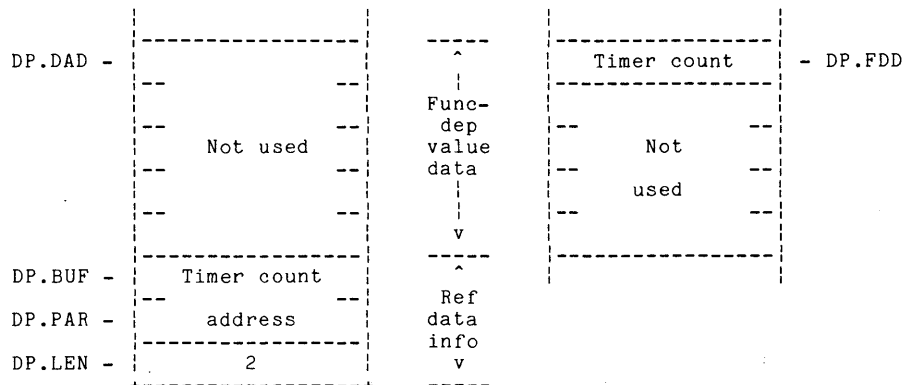 DP.DAD - ^ Timer count - DP.FDD
Func-
dep
Not used value Not
data
used
v
DP.BUF - Timer count ^
Ref
DP.PAR - address data
info
DP.LEN - 2 v